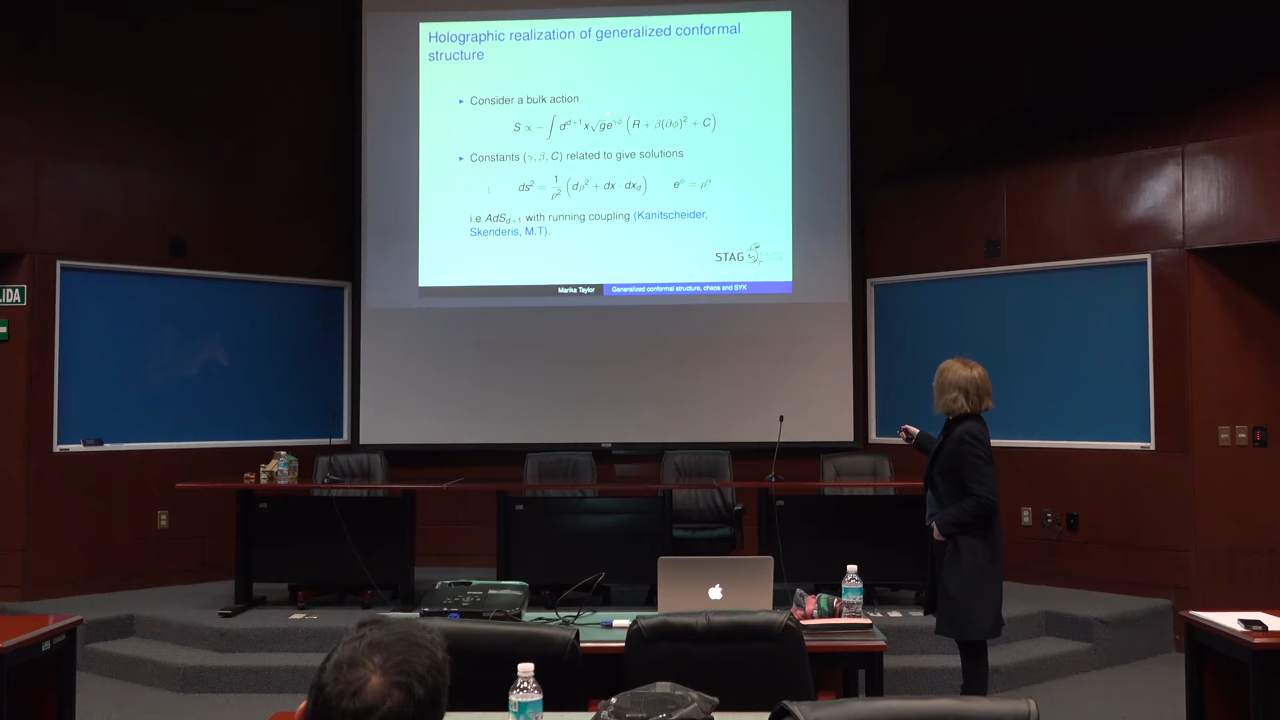 Holographic realization of generalized conformal
structure
▸ Consider a bulk action
S ∝ − ∫ d^{d+1}x√g e^{γφ} (R + β(∂φ)² + C)
▸ Constants (γ, β, C) related to give solutions
ds² = 1/ρ² (dρ² + dx · dx_d)   e^φ = ρ^α
i.e AdS_{d+1} with running coupling (Kanitscheider,
Skenderis, M.T).
STAG
Marika Taylor Generalized conformal structure, chaos and SYK
LIDA